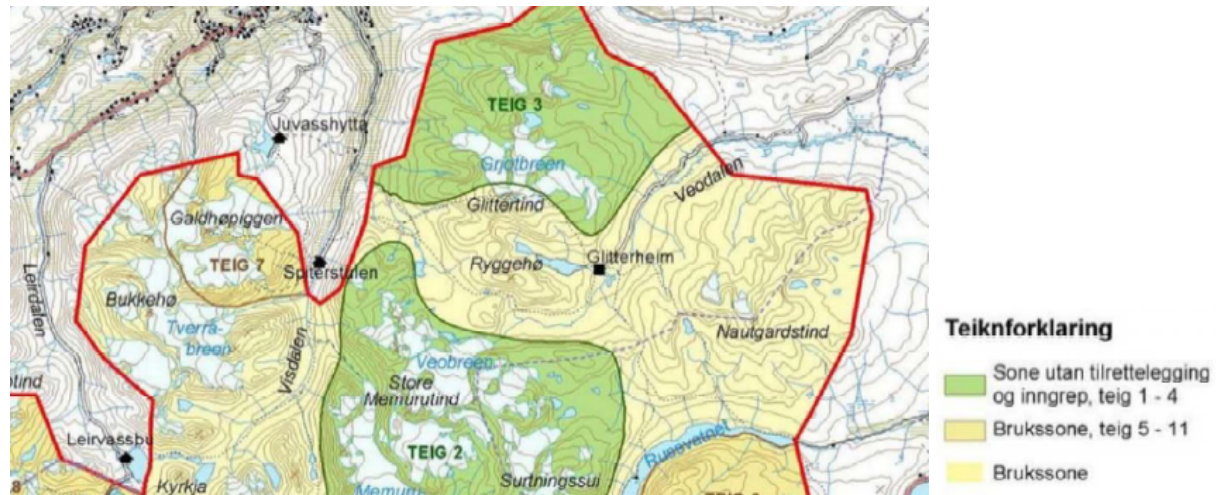 TEIG 3
Juvasshytta
Grjotbreen
Veodalen
Galdhøpiggen
Glittertind
TEIG 7
Spiterstulen
Ryggehø
Glitterheim
Leirdalen
Bukkehø
Tverra-
breen
Visdalen
Nautgardstind
Veobreen
Store
Memurutind
Leirvassbu
TEIG 2
Russvatnet
Surtningssui
Kyrkja
Memuru-
Teiknforklaring
Sone utan tilrettelegging
og inngrep, teig 1 - 4
Brukssone, teig 5 - 11
Brukssone